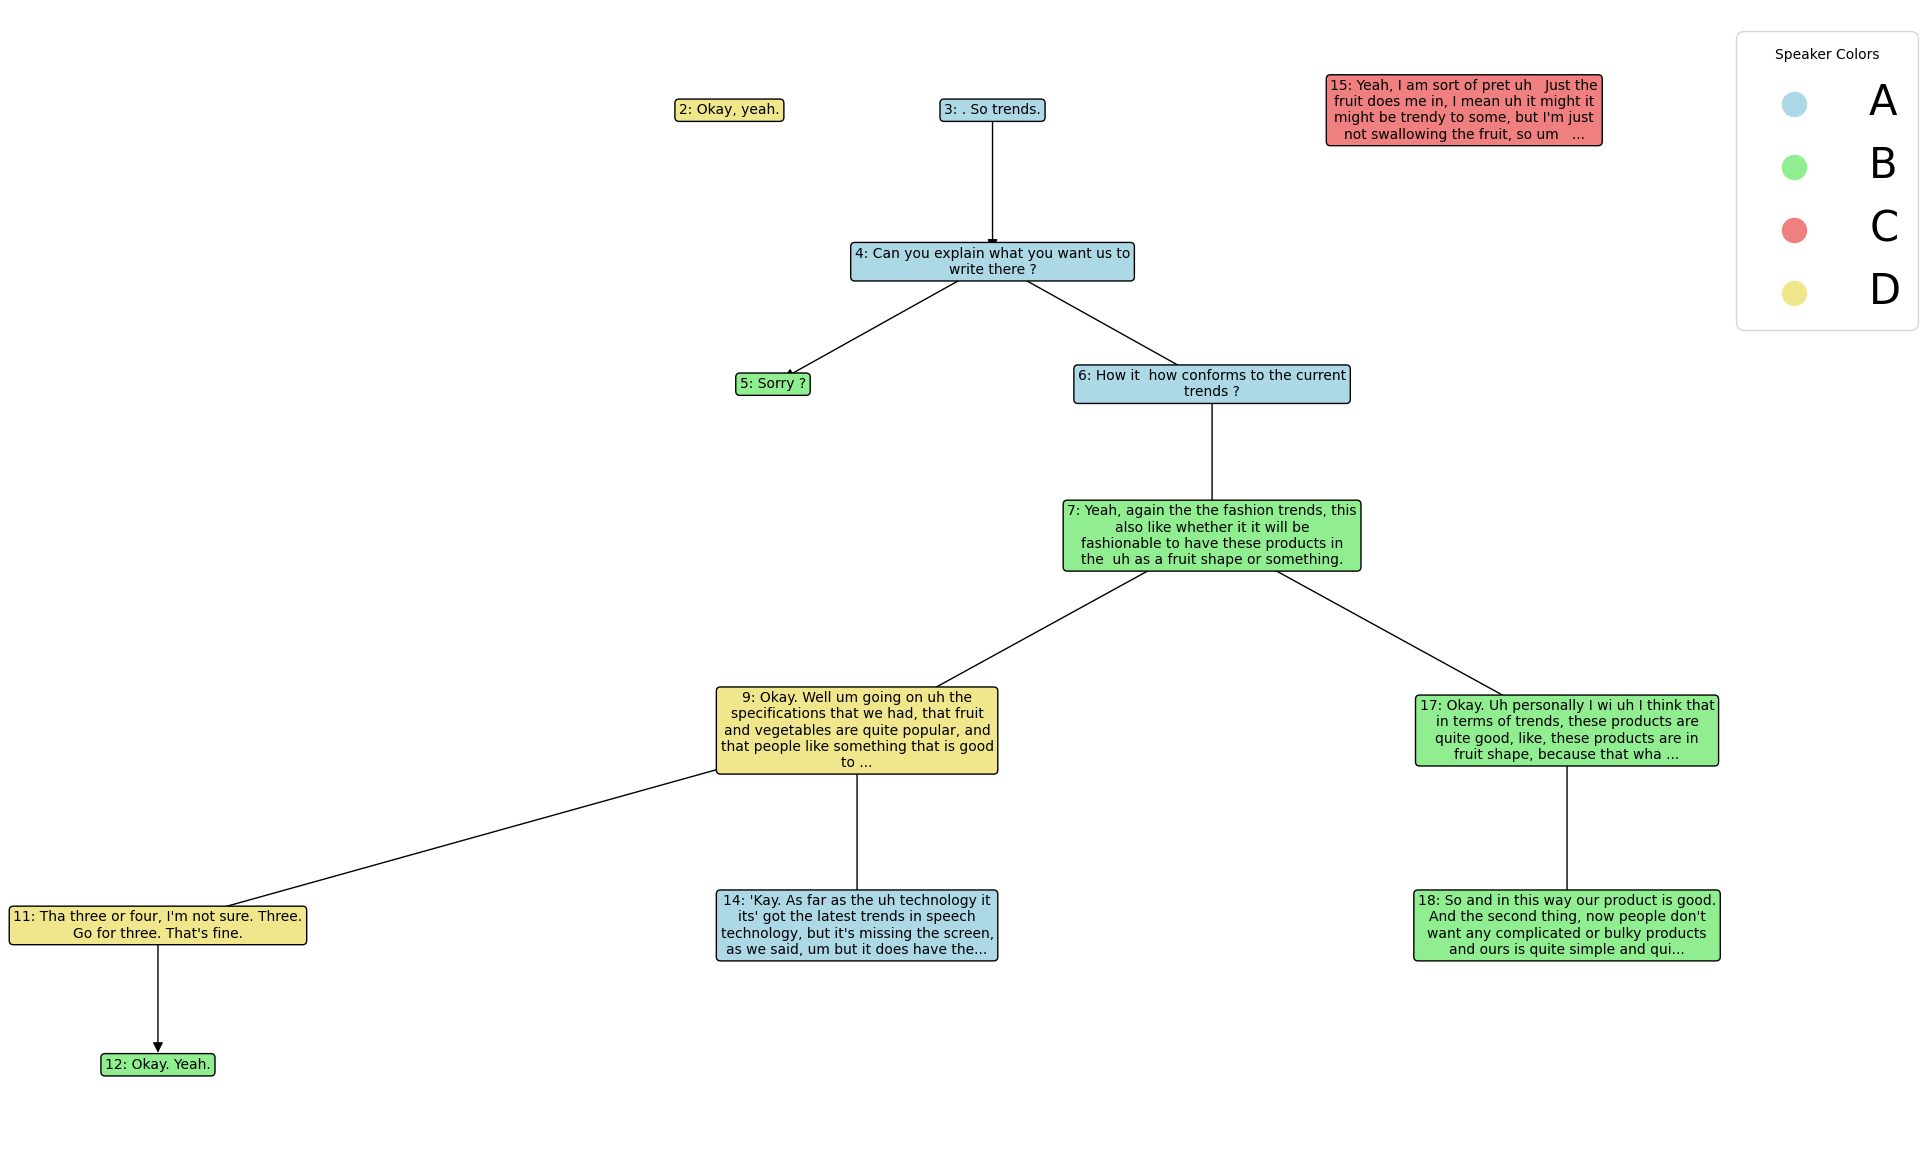 2: Okay, yeah.
3: . So trends.
15: Yeah, I am sort of pret uh   Just the
fruit does me in, I mean uh it might it
might be trendy to some, but I'm just
not swallowing the fruit, so um   ...
Speaker Colors
A
B
C
D
4: Can you explain what you want us to
write there ?
5: Sorry ?
6: How it  how conforms to the current
trends ?
7: Yeah, again the the fashion trends, this
also like whether it it will be
fashionable to have these products in
the  uh as a fruit shape or something.
9: Okay. Well um going on uh the
specifications that we had, that fruit
and vegetables are quite popular, and
that people like something that is good
to ...
17: Okay. Uh personally I wi uh I think that
in terms of trends, these products are
quite good, like, these products are in
fruit shape, because that wha ...
11: Tha three or four, I'm not sure. Three.
Go for three. That's fine.
14: 'Kay. As far as the uh technology it
its' got the latest trends in speech
technology, but it's missing the screen,
as we said, um but it does have the...
18: So and in this way our product is good.
And the second thing, now people don't
want any complicated or bulky products
and ours is quite simple and qui...
12: Okay. Yeah.